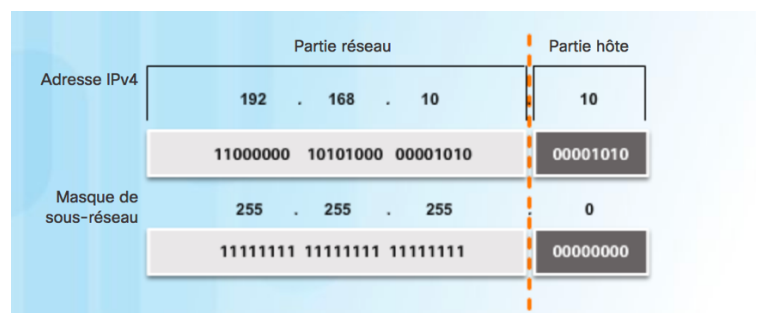 Partie réseau Partie hôte
Adresse IPv4
192 . 168 . 10 . 10
11000000 10101000 00001010 00001010
Masque de
sous-réseau
255 . 255 . 255 . 0
11111111 11111111 11111111 00000000